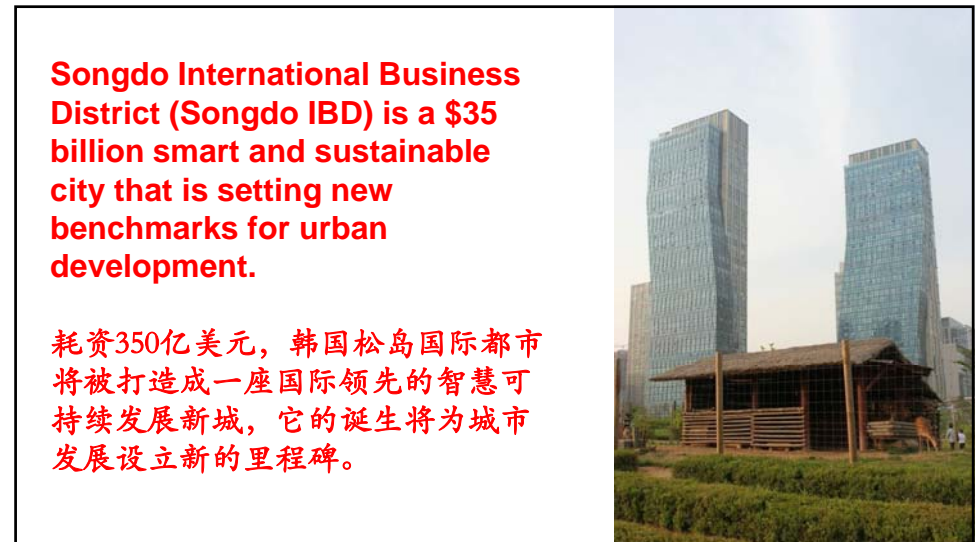 Songdo International Business
District (Songdo IBD) is a $35
billion smart and sustainable
city that is setting new
benchmarks for urban
development.
耗资350亿美元，韩国松岛国际都市
将被打造成一座国际领先的智慧可
持续发展新城，它的诞生将为城市
发展设立新的里程碑。